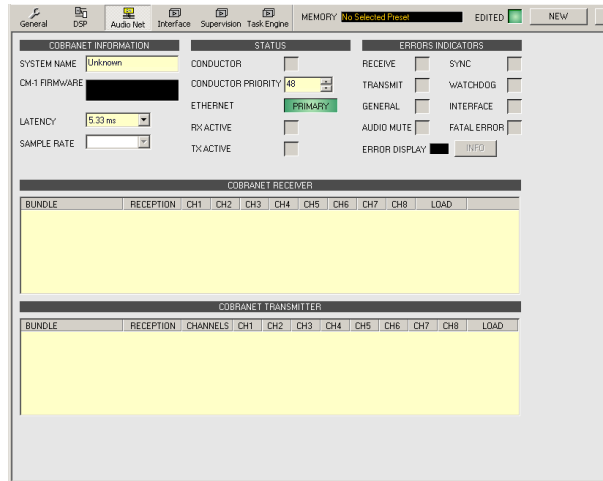 General DSP Audio Net Interface Supervision Task Engine MEMORY No Selected Preset EDITED NEW
COBRANET INFORMATION
SYSTEM NAME Unknown
CM-1 FIRMWARE
LATENCY 5.33 ms
SAMPLE RATE
STATUS
CONDUCTOR
CONDUCTOR PRIORITY 48
ETHERNET PRIMARY
RX ACTIVE
TX ACTIVE
ERRORS INDICATORS
RECEIVE SYNC
TRANSMIT WATCHDOG
GENERAL INTERFACE
AUDIO MUTE FATAL ERROR
ERROR DISPLAY INFO
COBRANET RECEIVER
BUNDLE RECEPTION CH1 CH2 CH3 CH4 CH5 CH6 CH7 CH8 LOAD
COBRANET TRANSMITTER
BUNDLE RECEPTION CHANNELS CH1 CH2 CH3 CH4 CH5 CH6 CH7 CH8 LOAD